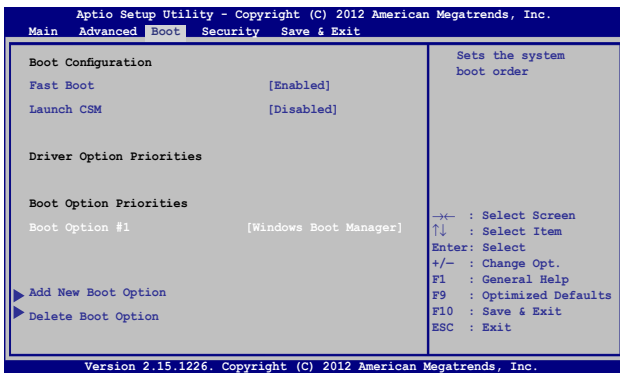 Aptio Setup Utility - Copyright (C) 2012 American Megatrends, Inc.
Main Advanced Boot Security Save & Exit
Boot Configuration
Fast Boot [Enabled]
Launch CSM [Disabled]
Driver Option Priorities
Boot Option Priorities
Boot Option #1 [Windows Boot Manager]
Add New Boot Option
Delete Boot Option
Sets the system
boot order
→← : Select Screen
↑↓ : Select Item
Enter: Select
+/— : Change Opt.
F1 : General Help
F9 : Optimized Defaults
F10 : Save & Exit
ESC : Exit
Version 2.15.1226. Copyright (C) 2012 American Megatrends, Inc.